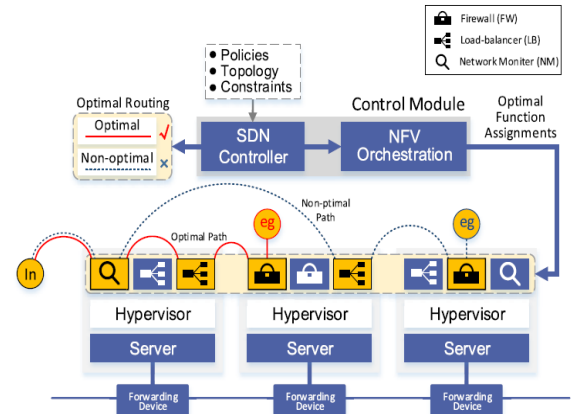 Firewall (FW)
Load-balancer (LB)
Network Moniter (NM)
● Policies
● Topology
● Constraints
Optimal Routing
Optimal
√
Non-optimal
×
Control Module
SDN
Controller
NFV
Orchestration
Optimal
Function
Assignments
Non-ptimal
Path
Optimal Path
eg
eg
In
Hypervisor
Hypervisor
Hypervisor
Server
Server
Server
Forwarding
Device
Forwarding
Device
Forwarding
Device